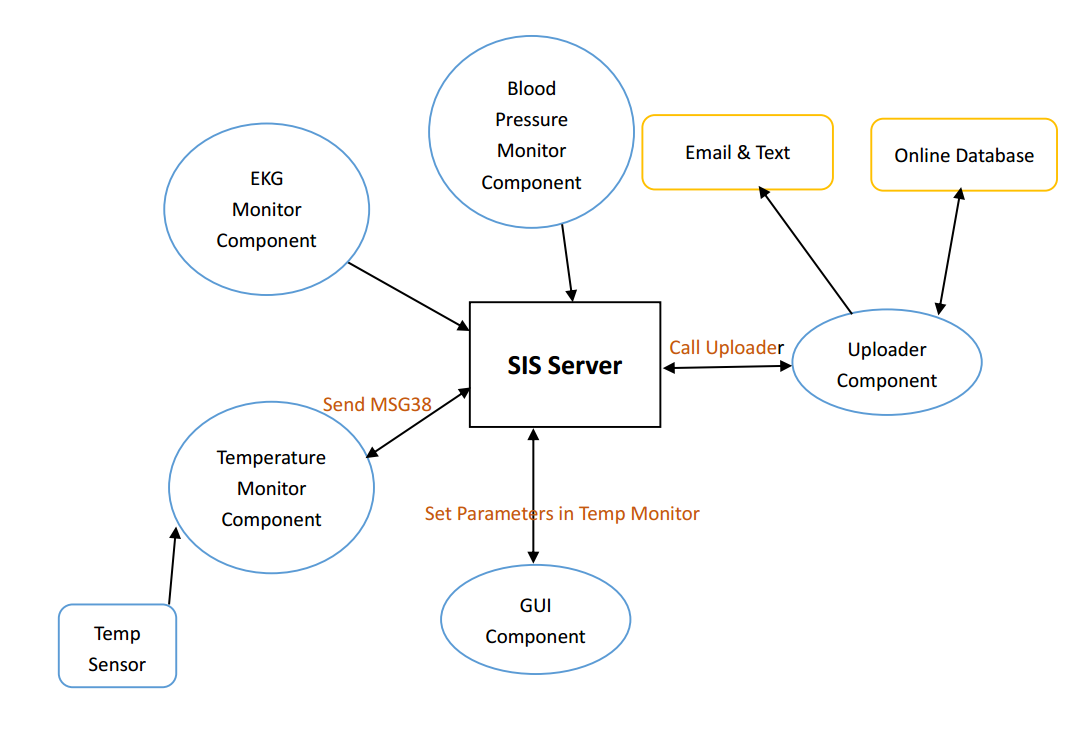 Blood
Pressure
Monitor
Component
Email & Text
Online Database
EKG
Monitor
Component
SIS Server
Call Uploader
Uploader
Component
Send MSG38
Temperature
Monitor
Component
Set Parameters in Temp Monitor
GUI
Component
Temp
Sensor